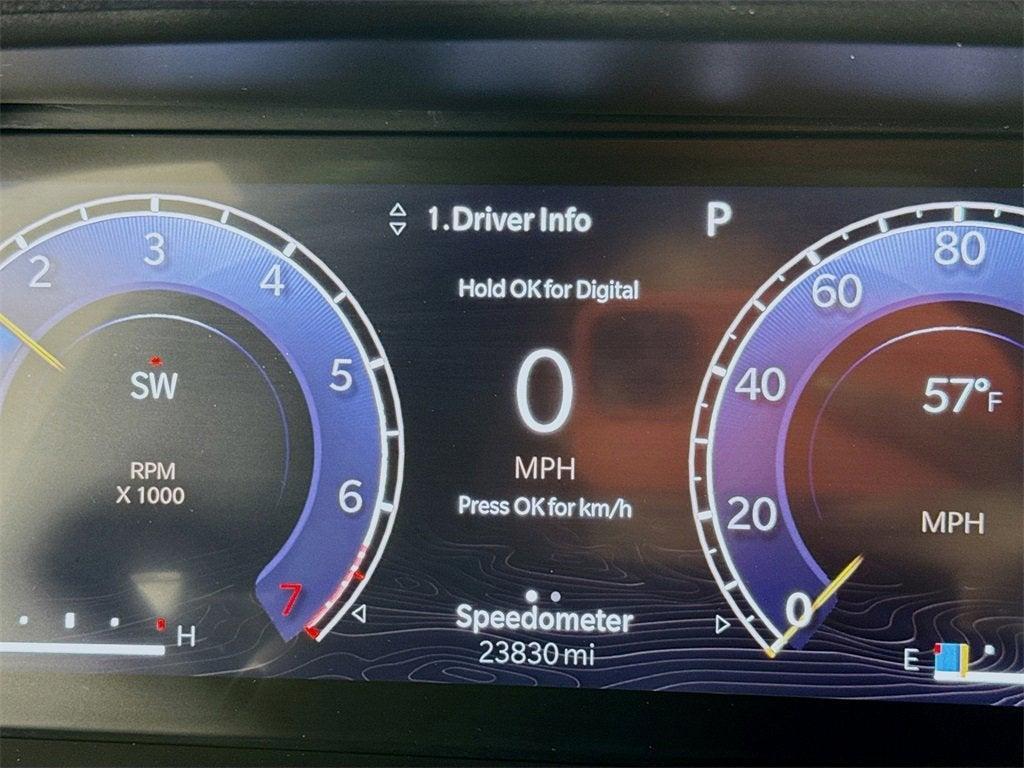 1.Driver Info
P
Hold OK for Digital
0
MPH
Press OK for km/h
Speedometer
23830 mi
2
3
4
5
6
7
SW
RPM
X 1000
H
0
20
40
60
80
57°F
MPH
E